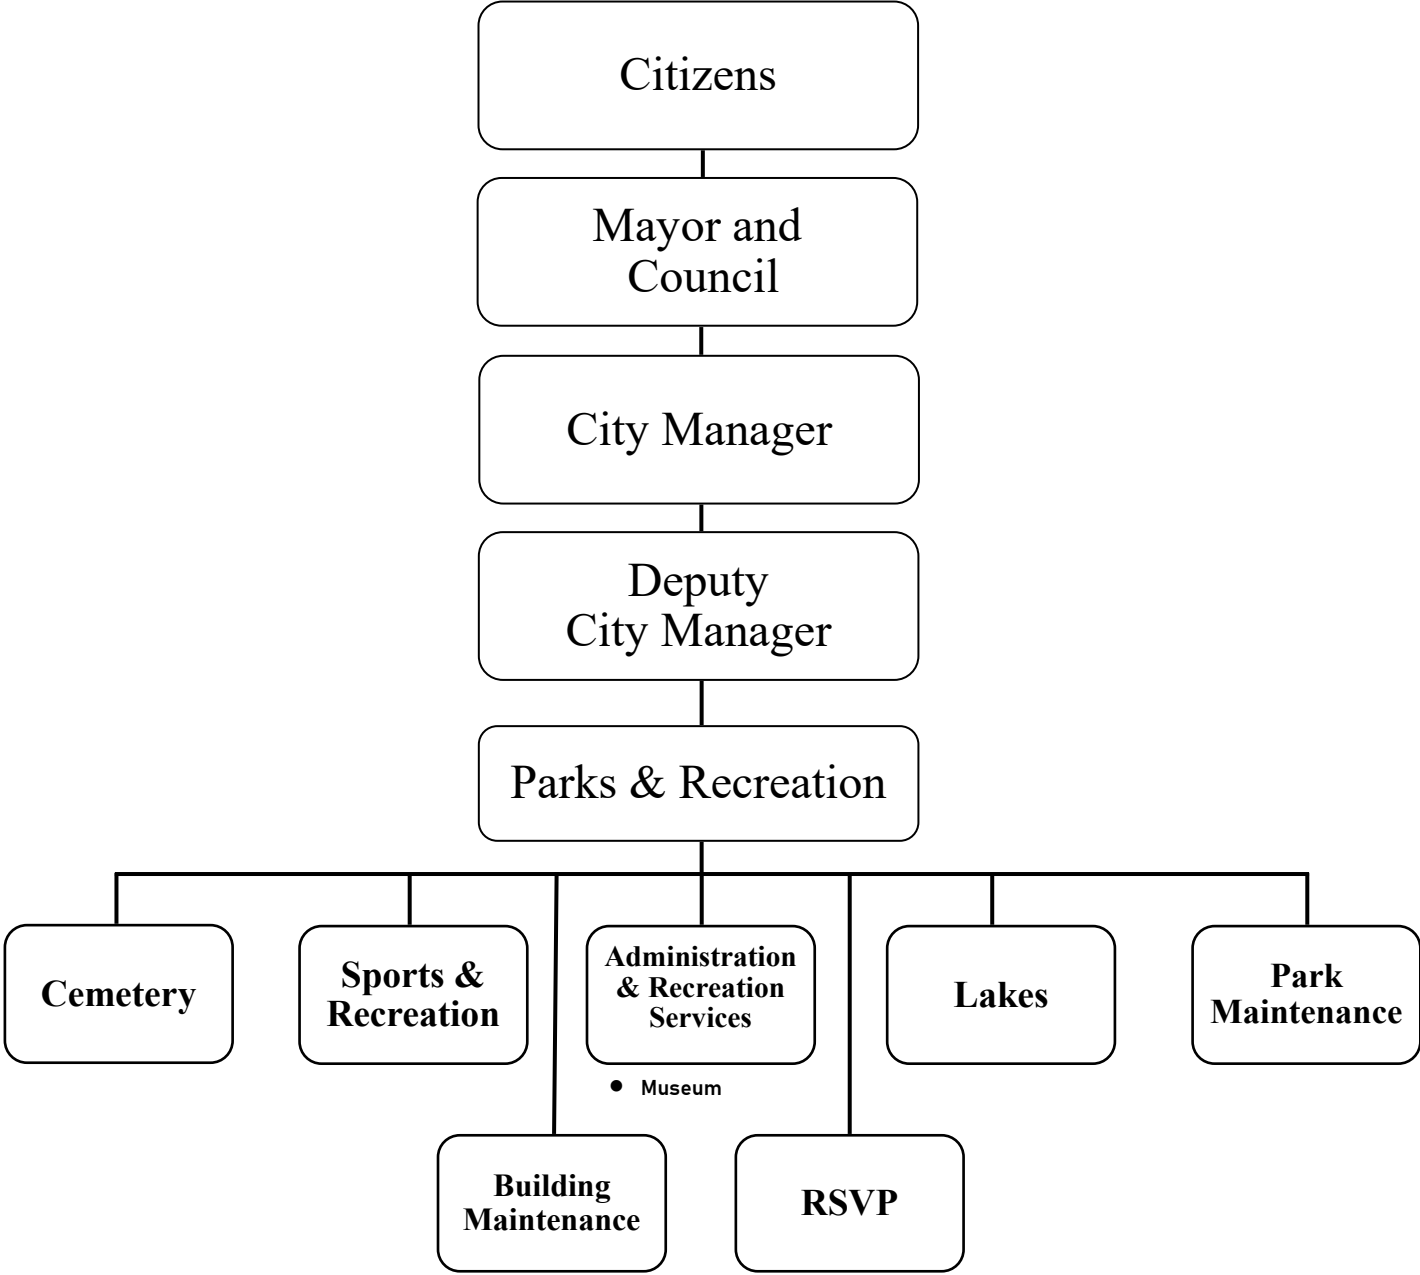 Citizens
Mayor and
Council
City Manager
Deputy
City Manager
Parks & Recreation
Cemetery
Sports &
Recreation
Administration
& Recreation
Services
• Museum
Lakes
Park
Maintenance
Building
Maintenance
RSVP